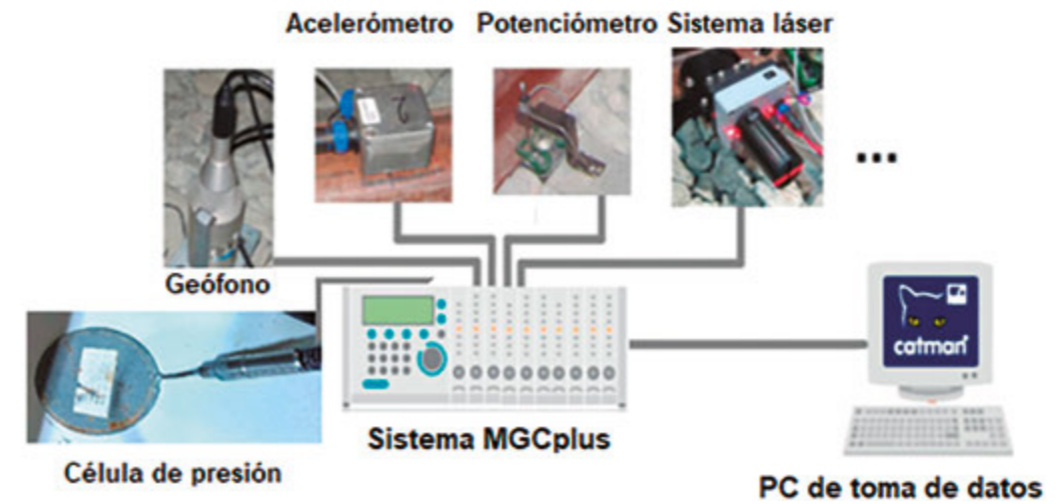 Acelerómetro
Potenciómetro
Sistema láser
...
Geófono
catman
Sistema MGCplus
Célula de presión
PC de toma de datos